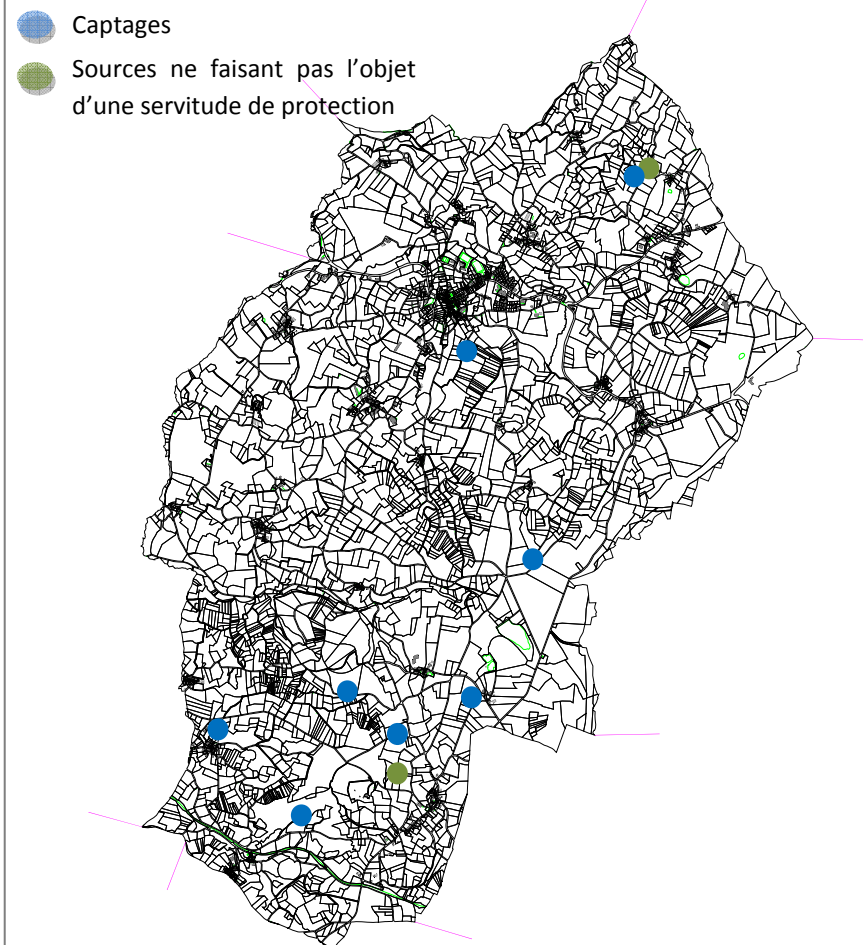 Captages
Sources ne faisant pas l’objet
d’une servitude de protection